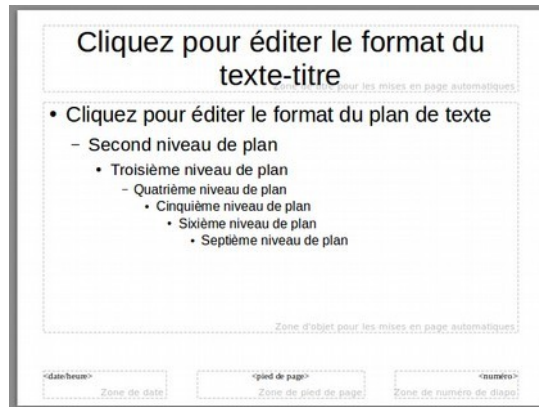 Cliquez pour éditer le format du
texte-titre
Zone de titre pour les mises en page automatiques
• Cliquez pour éditer le format du plan de texte
– Second niveau de plan
• Troisième niveau de plan
– Quatrième niveau de plan
• Cinquième niveau de plan
• Sixième niveau de plan
• Septième niveau de plan
Zone d'objet pour les mises en page automatiques
<date/heure> <pied de page> <numéro>
Zone de date Zone de pied de page Zone de numéro de diapo